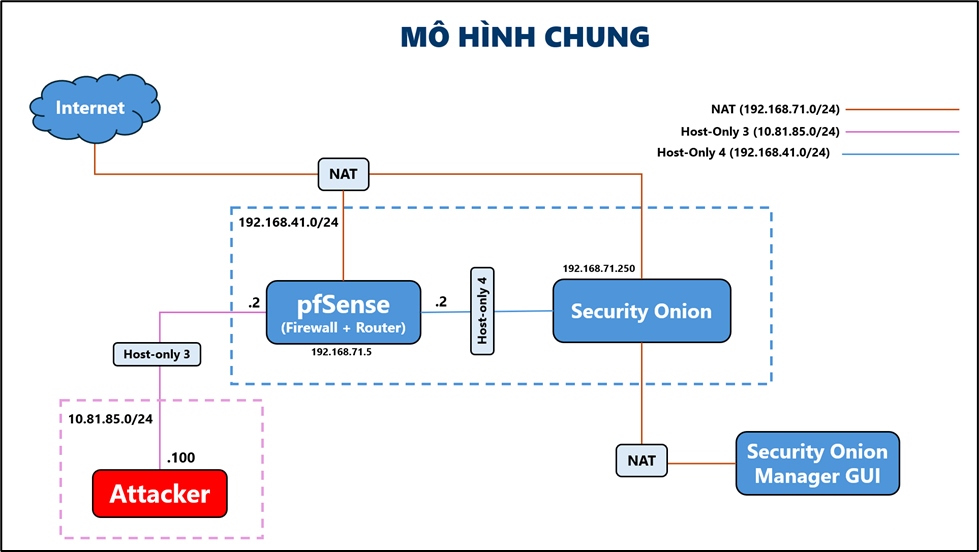 MÔ HÌNH CHUNG
Internet
NAT (192.168.71.0/24)
Host-Only 3 (10.81.85.0/24)
Host-Only 4 (192.168.41.0/24)
NAT
192.168.41.0/24
192.168.71.250
.2
pfSense
(Firewall + Router)
192.168.71.5
.2
Host-only 4
Security Onion
Host-only 3
10.81.85.0/24
.100
Attacker
NAT
Security Onion
Manager GUI